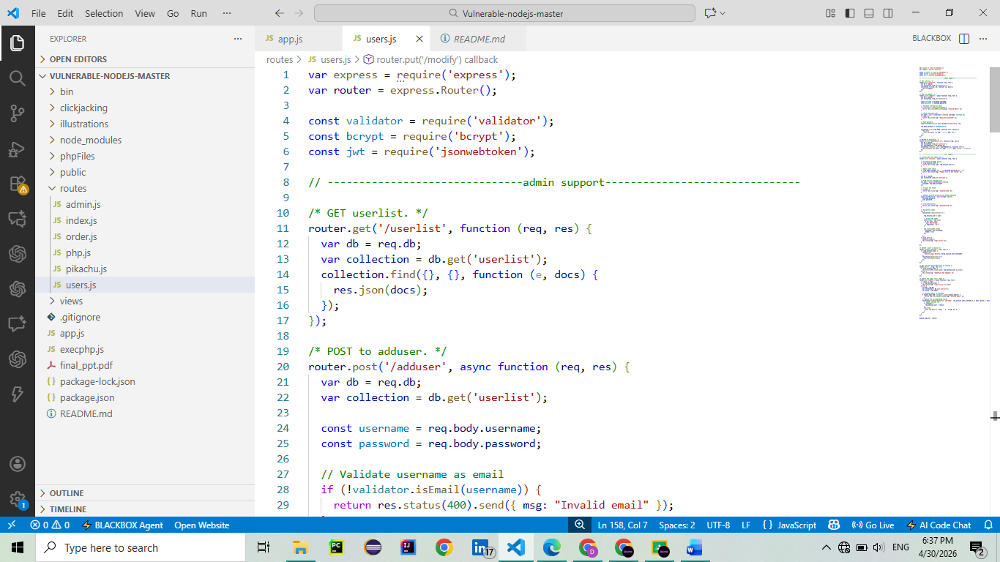 File Edit Selection View Go Run ··· Vulnerable-nodejs-master
EXPLORER ···
app.js users.js README.md BLACKBOX ···
OPEN EDITORS
VULNERABLE-NODEJS-MASTER
bin
clickjacking
illustrations
node_modules
phpFiles
public
routes
admin.js
index.js
order.js
php.js
pikachu.js
users.js
views
.gitignore
app.js
execphp.js
final_ppt.pdf
package-lock.json
package.json
README.md
OUTLINE
TIMELINE
routes > users.js > router.put('/modify') callback
1 var express = require('express');
2 var router = express.Router();
3
4 const validator = require('validator');
5 const bcrypt = require('bcrypt');
6 const jwt = require('jsonwebtoken');
7
8 // -------------------------------admin support-------------------------------
9
10 /* GET userlist. */
11 router.get('/userlist', function (req, res) {
12 var db = req.db;
13 var collection = db.get('userlist');
14 collection.find({}, {}, function (e, docs) {
15 res.json(docs);
16 });
17 });
18
19 /* POST to adduser. */
20 router.post('/adduser', async function (req, res) {
21 var db = req.db;
22 var collection = db.get('userlist');
23
24 const username = req.body.username;
25 const password = req.body.password;
26
27 // Validate username as email
28 if (!validator.isEmail(username)) {
29 return res.status(400).send({ msg: "Invalid email" });
1
0 0 BLACKBOX Agent Open Website Ln 158, Col 7 Spaces: 2 UTF-8 LF { } JavaScript Go Live AI Code Chat
Type here to search 17 ENG 6:37 PM
4/30/2026 2